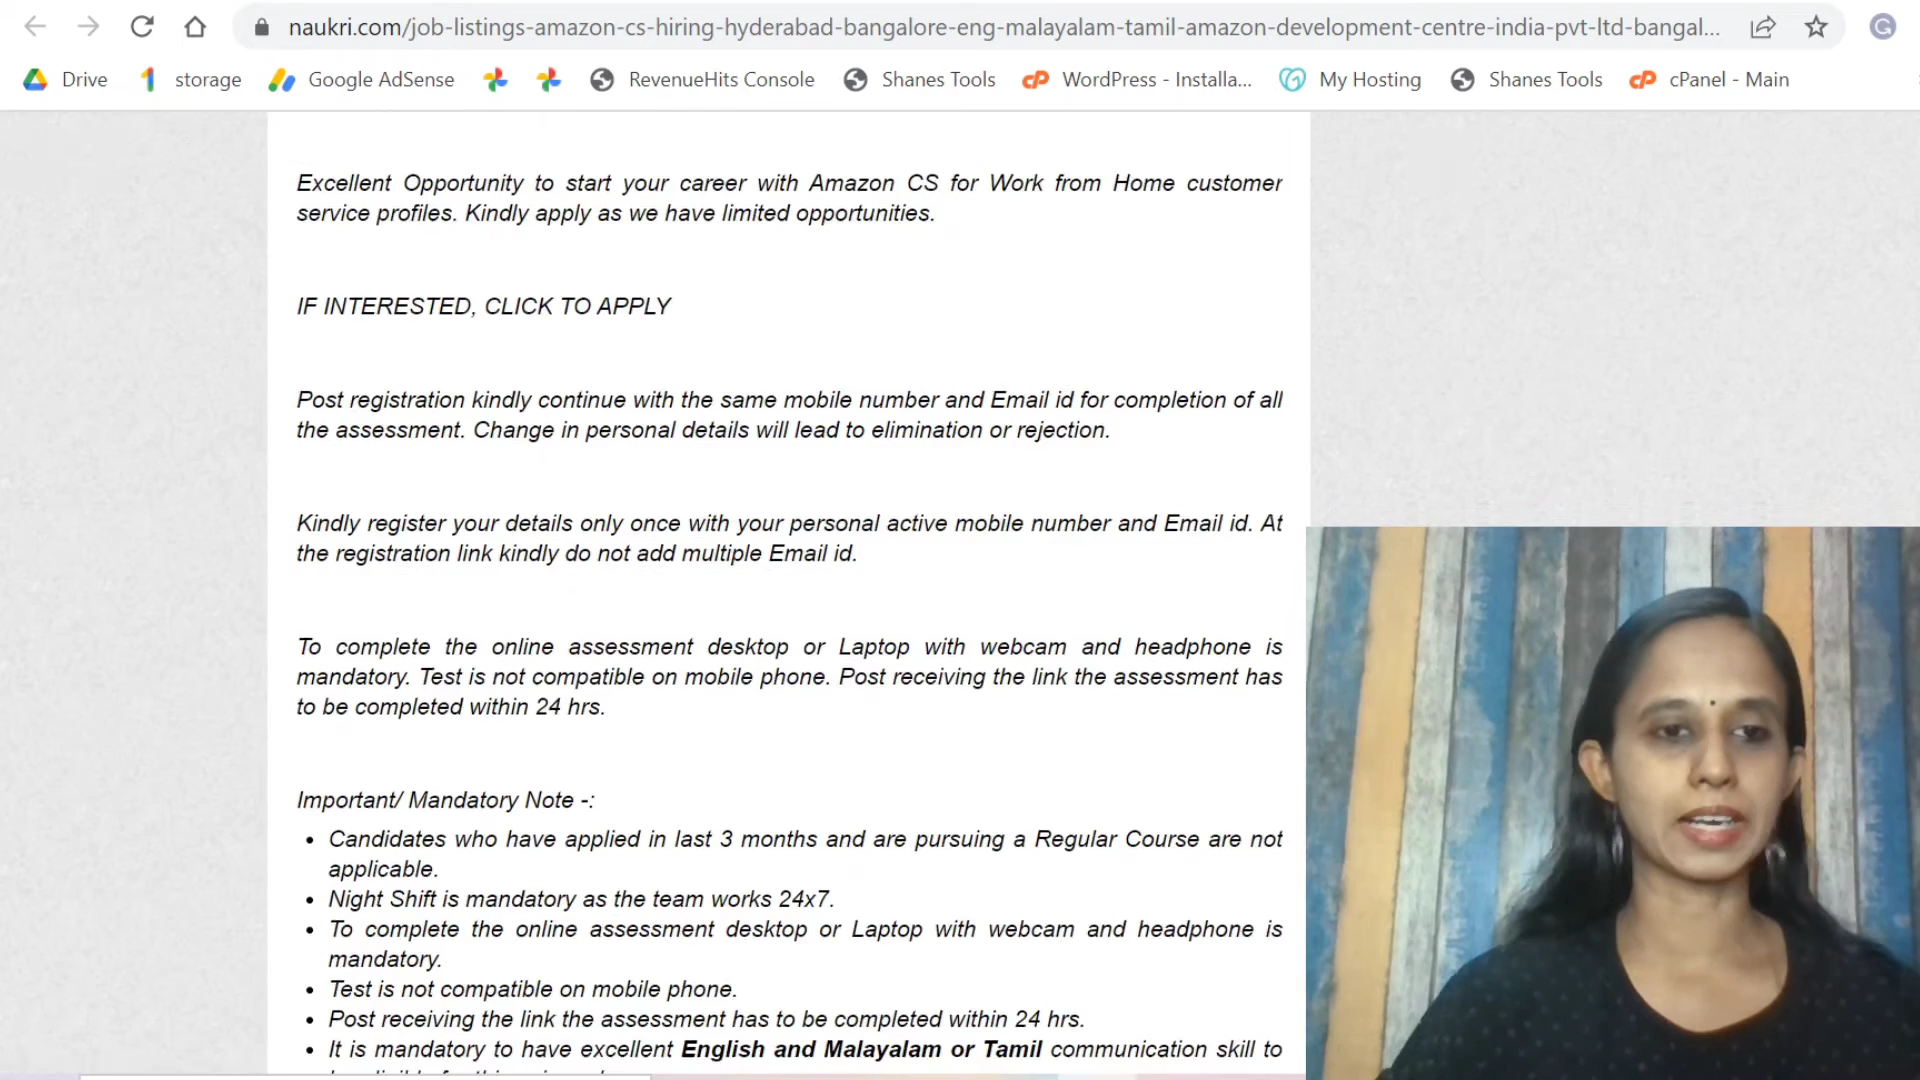 naukri.com/job-listings-amazon-cs-hiring-hyderabad-bangalore-eng-malayalam-tamil-amazon-development-centre-india-pvt-ltd-bangal...
Drive storage Google AdSense RevenueHits Console Shanes Tools WordPress - Installa... My Hosting Shanes Tools cPanel - Main
Excellent Opportunity to start your career with Amazon CS for Work from Home customer
service profiles. Kindly apply as we have limited opportunities.
IF INTERESTED, CLICK TO APPLY
Post registration kindly continue with the same mobile number and Email id for completion of all
the assessment. Change in personal details will lead to elimination or rejection.
Kindly register your details only once with your personal active mobile number and Email id. At
the registration link kindly do not add multiple Email id.
To complete the online assessment desktop or Laptop with webcam and headphone is
mandatory. Test is not compatible on mobile phone. Post receiving the link the assessment has
to be completed within 24 hrs.
Important/ Mandatory Note -:
• Candidates who have applied in last 3 months and are pursuing a Regular Course are not
applicable.
• Night Shift is mandatory as the team works 24x7.
• To complete the online assessment desktop or Laptop with webcam and headphone is
mandatory.
• Test is not compatible on mobile phone.
• Post receiving the link the assessment has to be completed within 24 hrs.
• It is mandatory to have excellent English and Malayalam or Tamil communication skill to